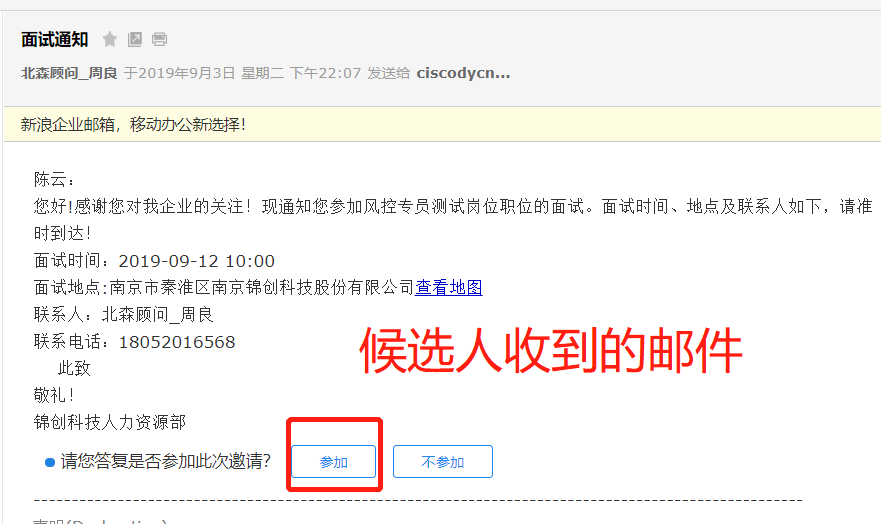 面试通知
北森顾问_周良 于2019年9月3日 星期二 下午22:07 发送给 ciscodycn...
新浪企业邮箱，移动办公新选择！
陈云：
您好!感谢您对我企业的关注！现通知您参加风控专员测试岗位职位的面试。面试时间、地点及联系人如下，请准
时到达！
面试时间：2019-09-12 10:00
面试地点:南京市秦淮区南京锦创科技股份有限公司查看地图
联系人：北森顾问_周良
联系电话：18052016568
此致
敬礼！
锦创科技人力资源部
候选人收到的邮件
请您答复是否参加此次邀请？ 参加 不参加